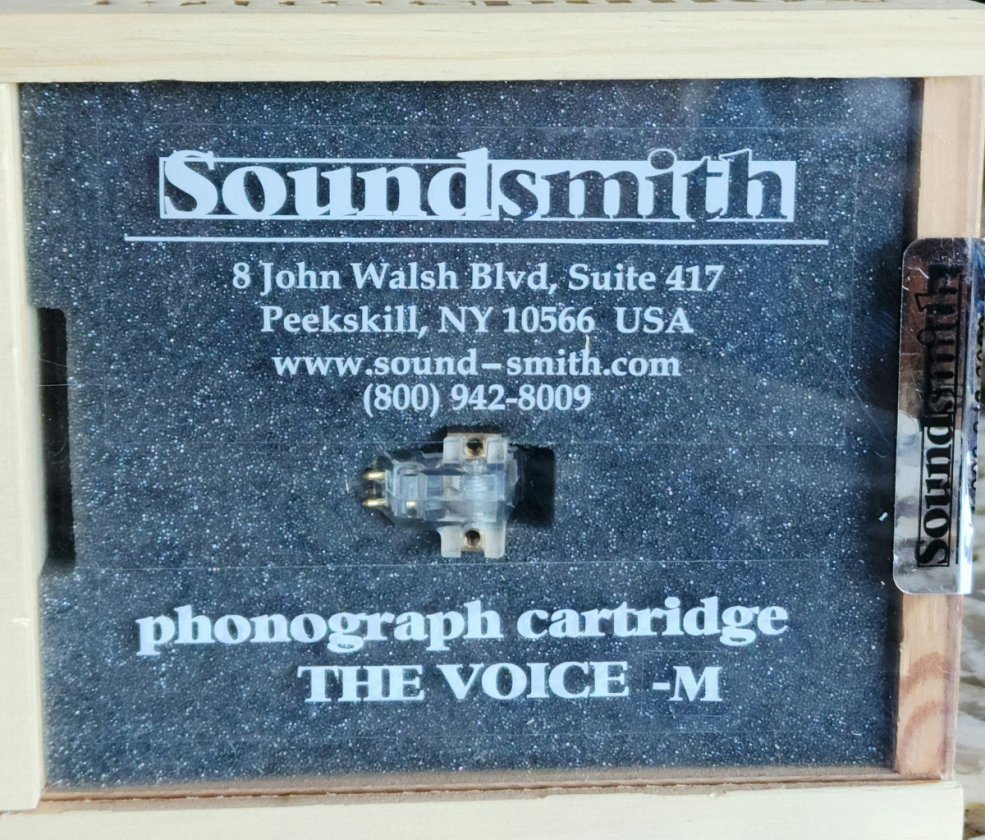 Soundsmith
8 John Walsh Blvd, Suite 417
Peekskill, NY 10566 USA
www.sound-smith.com
(800) 942-8009
phonograph cartridge
THE VOICE -M
Soundsmith